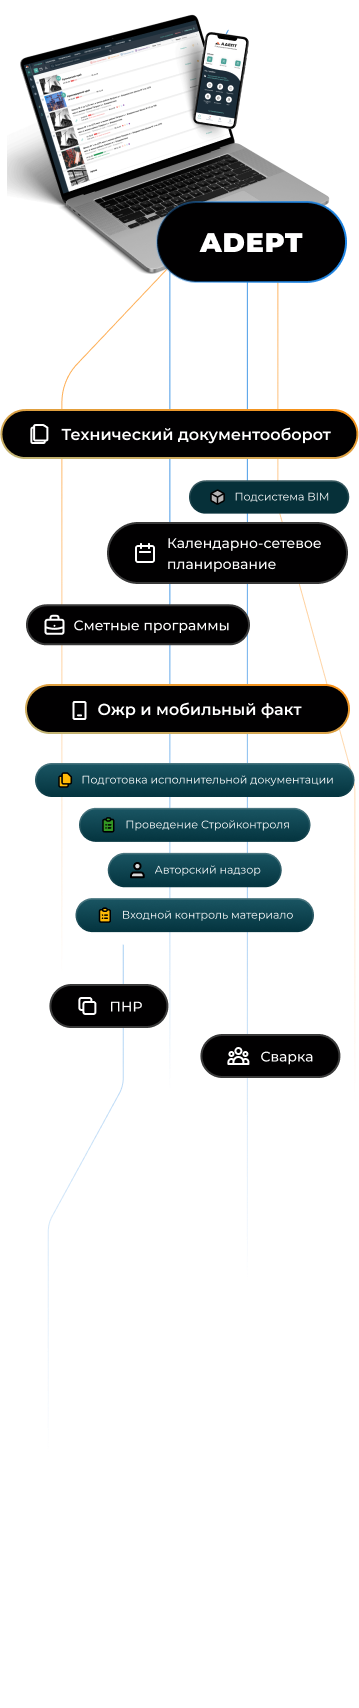 ADEPT
Технический документооборот
Подсистема BIM
Календарно-сетевое
планирование
Сметные программы
Ожр и мобильный факт
Подготовка исполнительной документации
Проведение Стройконтроля
Авторский надзор
Входной контроль материало
ПНР
Сварка